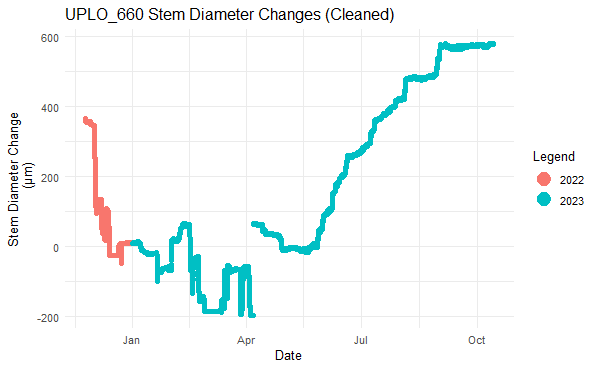 UPLO_660 Stem Diameter Changes (Cleaned)
600
400
200
0
-200
Stem Diameter Change
(μm)
Jan
Apr
Jul
Oct
Date
Legend
2022
2023